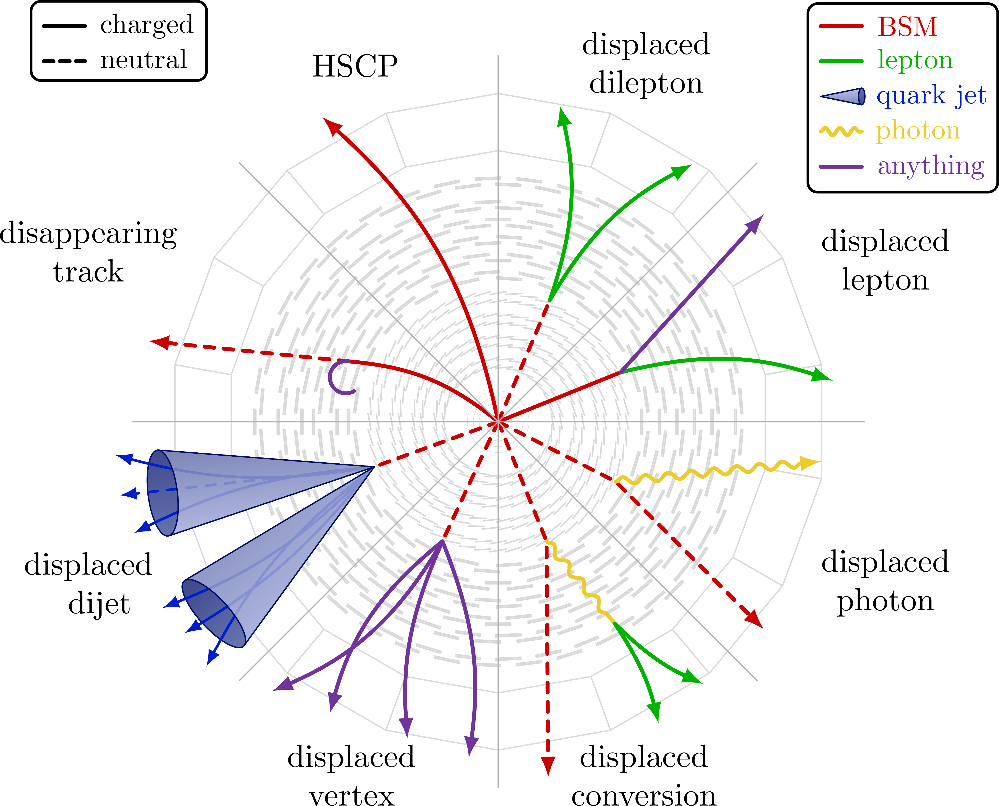 charged
neutral
HSCP
displaced
dilepton
BSM
lepton
quark jet
photon
anything
disappearing
track
displaced
lepton
displaced
dijet
displaced
photon
displaced
vertex
displaced
conversion